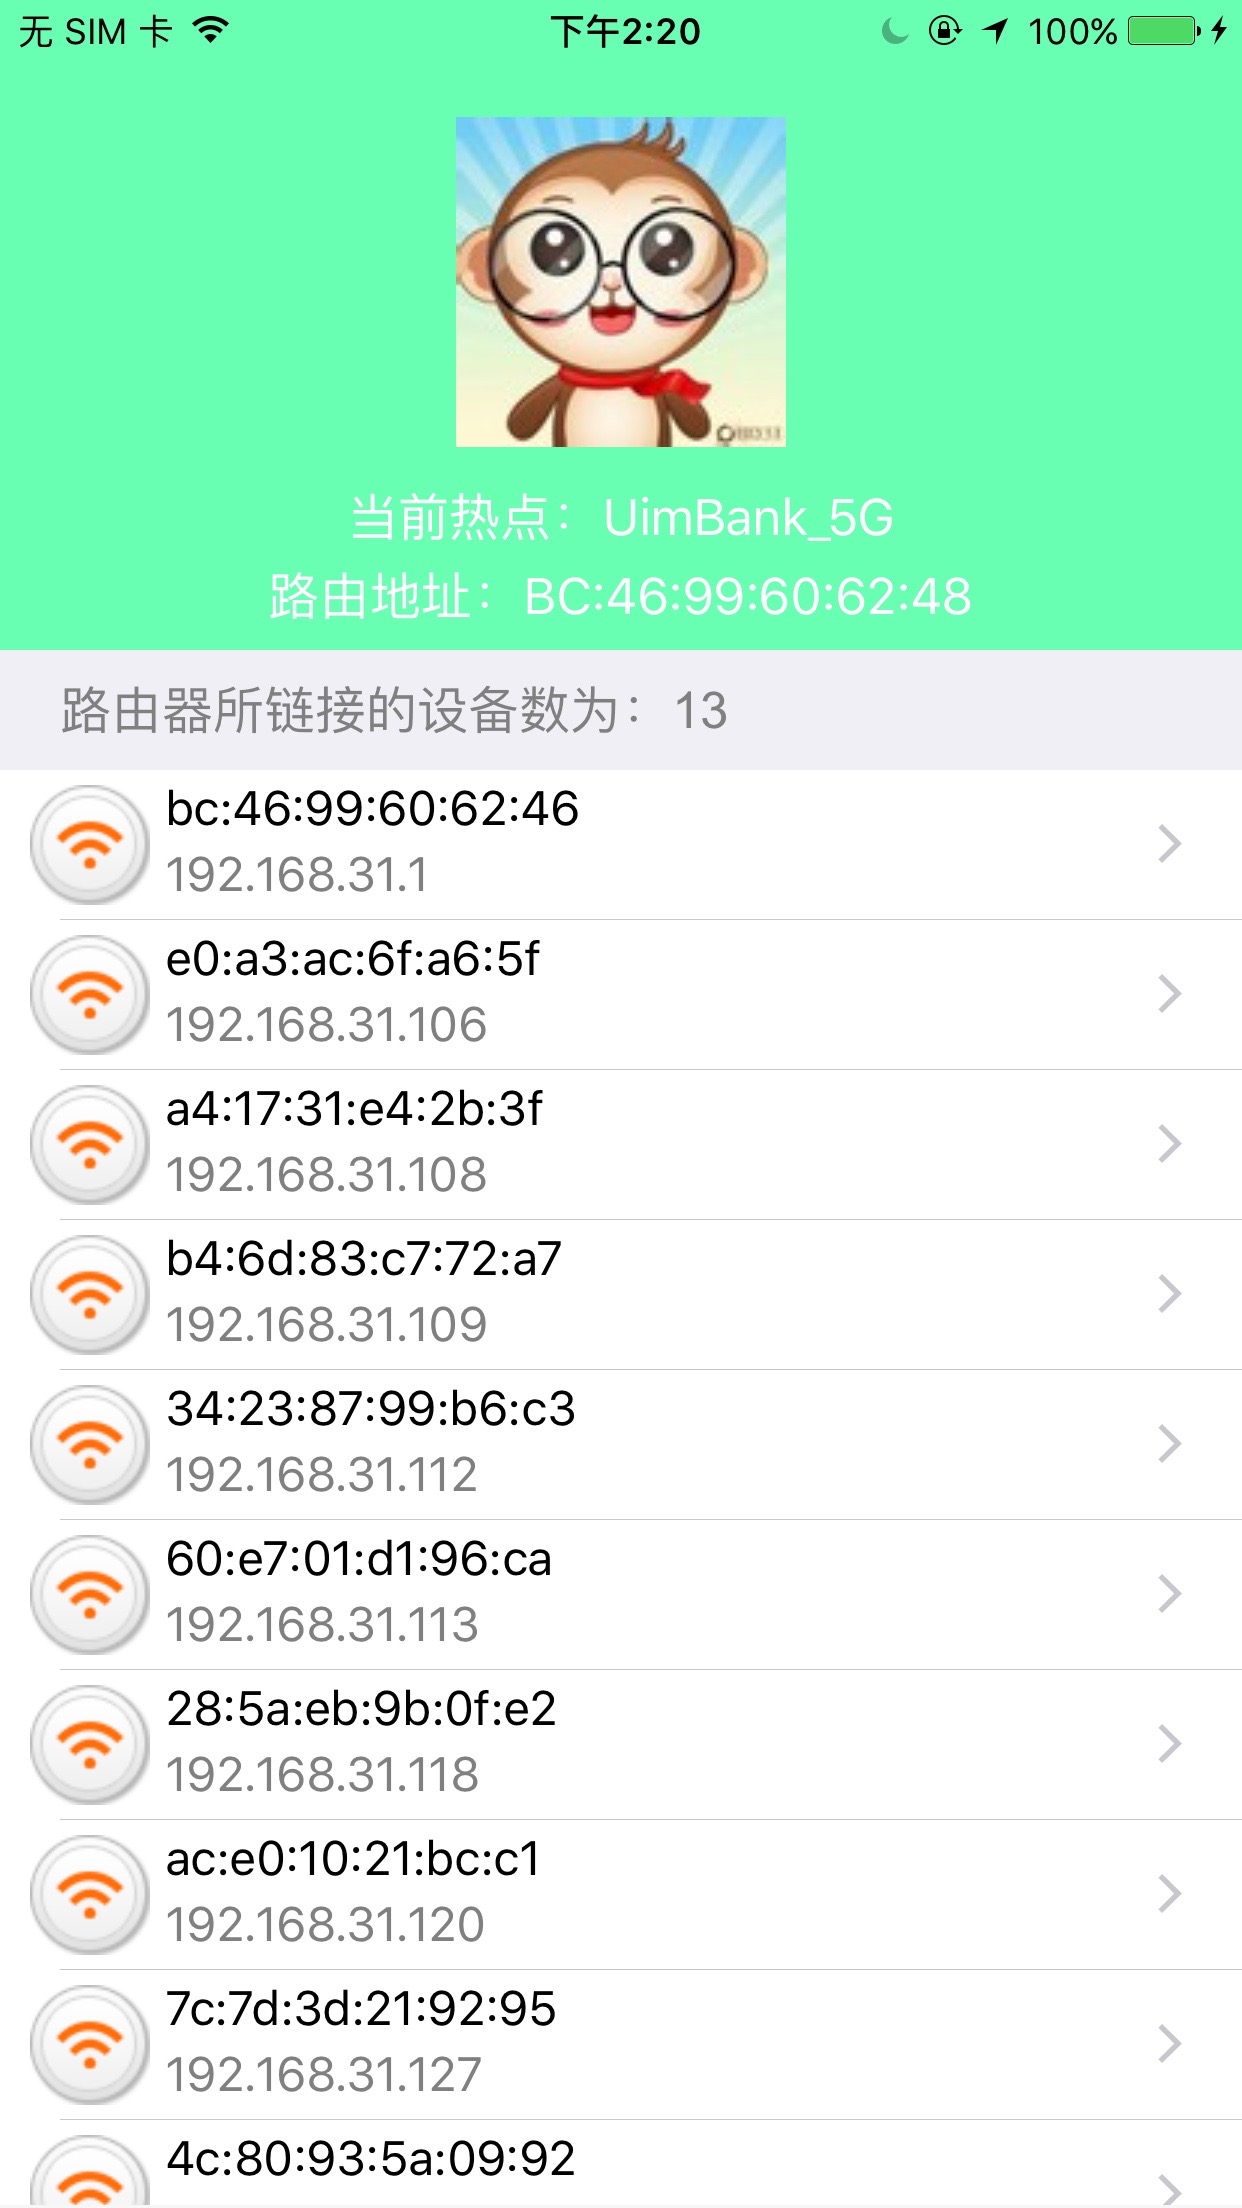 无 SIM 卡 下午2:20 100%
当前热点：UimBank_5G
路由地址：BC:46:99:60:62:48
路由器所链接的设备数为：13
bc:46:99:60:62:46
192.168.31.1
e0:a3:ac:6f:a6:5f
192.168.31.106
a4:17:31:e4:2b:3f
192.168.31.108
b4:6d:83:c7:72:a7
192.168.31.109
34:23:87:99:b6:c3
192.168.31.112
60:e7:01:d1:96:ca
192.168.31.113
28:5a:eb:9b:0f:e2
192.168.31.118
ac:e0:10:21:bc:c1
192.168.31.120
7c:7d:3d:21:92:95
192.168.31.127
4c:80:93:5a:09:92